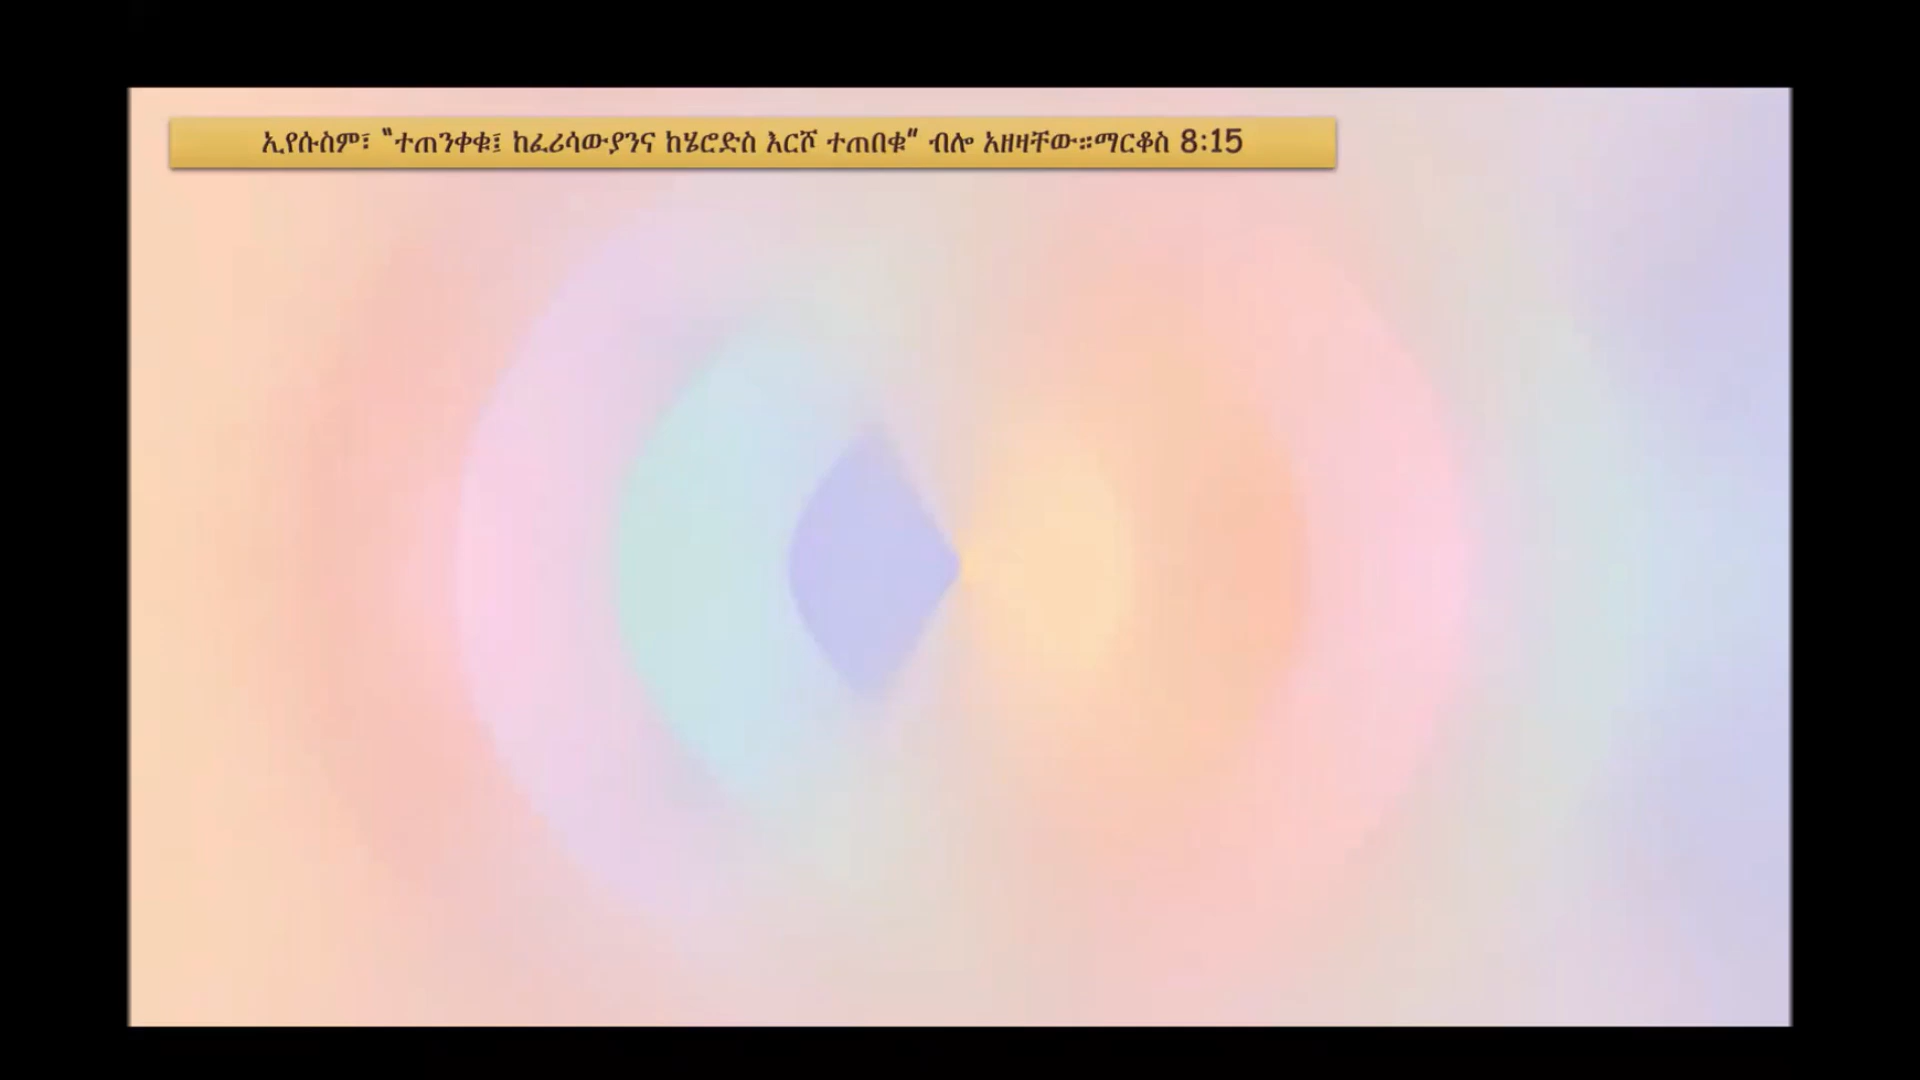 ኢየሱስም፣ "ተጠንቀቁ፤ ከፈሪሳውያንና ከሄሮድስ እርሾ ተጠበቁ" ብሎ አዘዛቸው።ማርቆስ 8:15